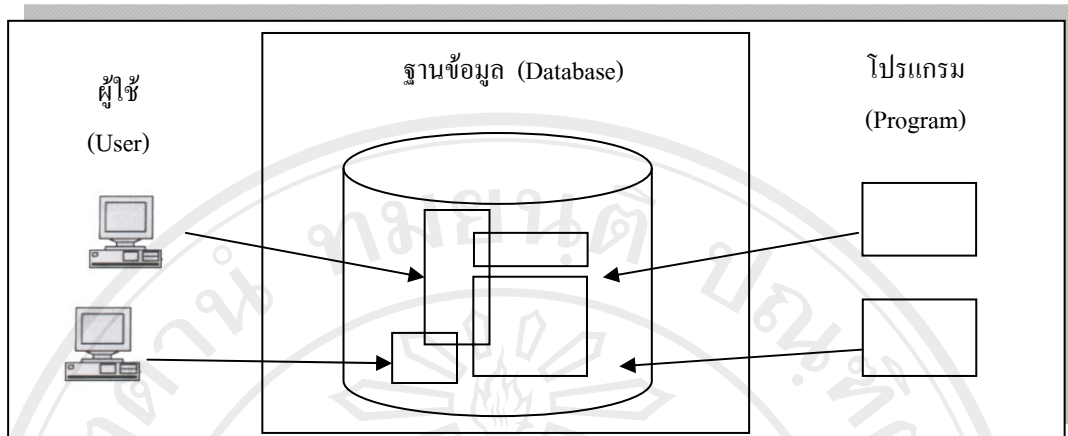 ผู้ใช้
(User)
ฐานข้อมูล (Database)
โปรแกรม
(Program)